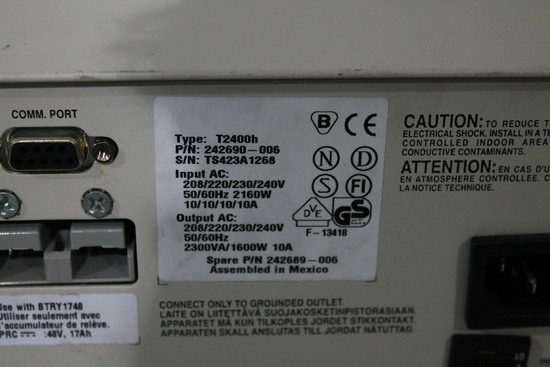 COMM. PORT
Type: T2400h
P/N: 242690-006
S/N: TS423A1268
Input AC:
208/220/230/240V
50/60Hz 2160W
10/10/10/10A
Output AC:
208/220/230/240V
50/60Hz
2300VA/1600W 10A
Spare P/N 242689-006
Assembled in Mexico
B
CE
N
D
S
FI
DVE
GS
F-13418
CAUTION: TO REDUCE T
ELECTRICAL SHOCK, INSTALL IN A TE
CONTROLLED INDOOR AREA
CONDUCTIVE CONTAMINANTS.
ATTENTION: EN CAS D'U
EN ATMOSPHERE CONTROLLEE, C
LA NOTICE TECHNIQUE.
Use with BTRY1748
Utiliser seulement avec
l'accumulateur de relève.
PRC ⎓ :48V, 17Ah
CONNECT ONLY TO GROUNDED OUTLET.
LAITE ON LIITETTÄVÄ SUOJAKOSKETINPISTORASIAAN.
APPARATET MÅ KUN TILKOPLES JORDET STIKKONTAKT.
APPARATEN SKALL ANSLUTAS TILL JORDAT NÄTUTTAG.